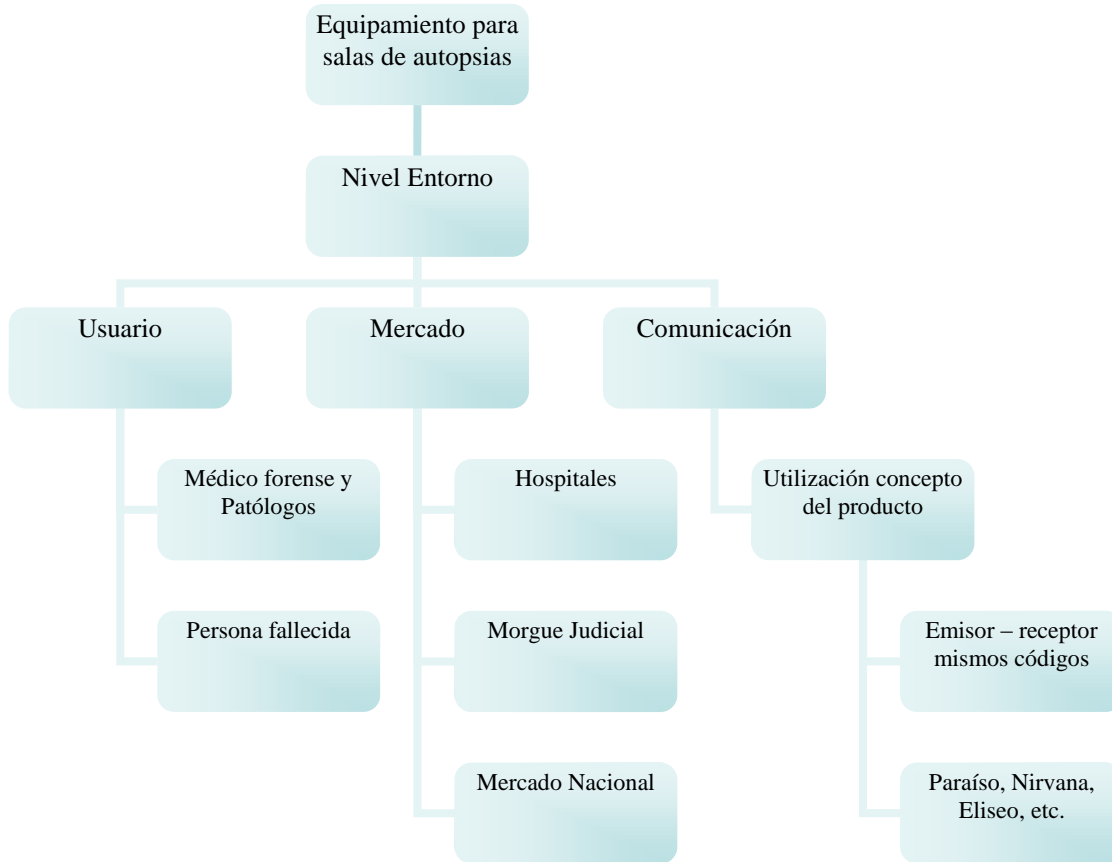 Equipamiento para
salas de autopsias
Nivel Entorno
Usuario
Mercado
Comunicación
Médico forense y
Patólogos
Hospitales
Utilización concepto
del producto
Persona fallecida
Morgue Judicial
Emisor – receptor
mismos códigos
Mercado Nacional
Paraíso, Nirvana,
Eliseo, etc.